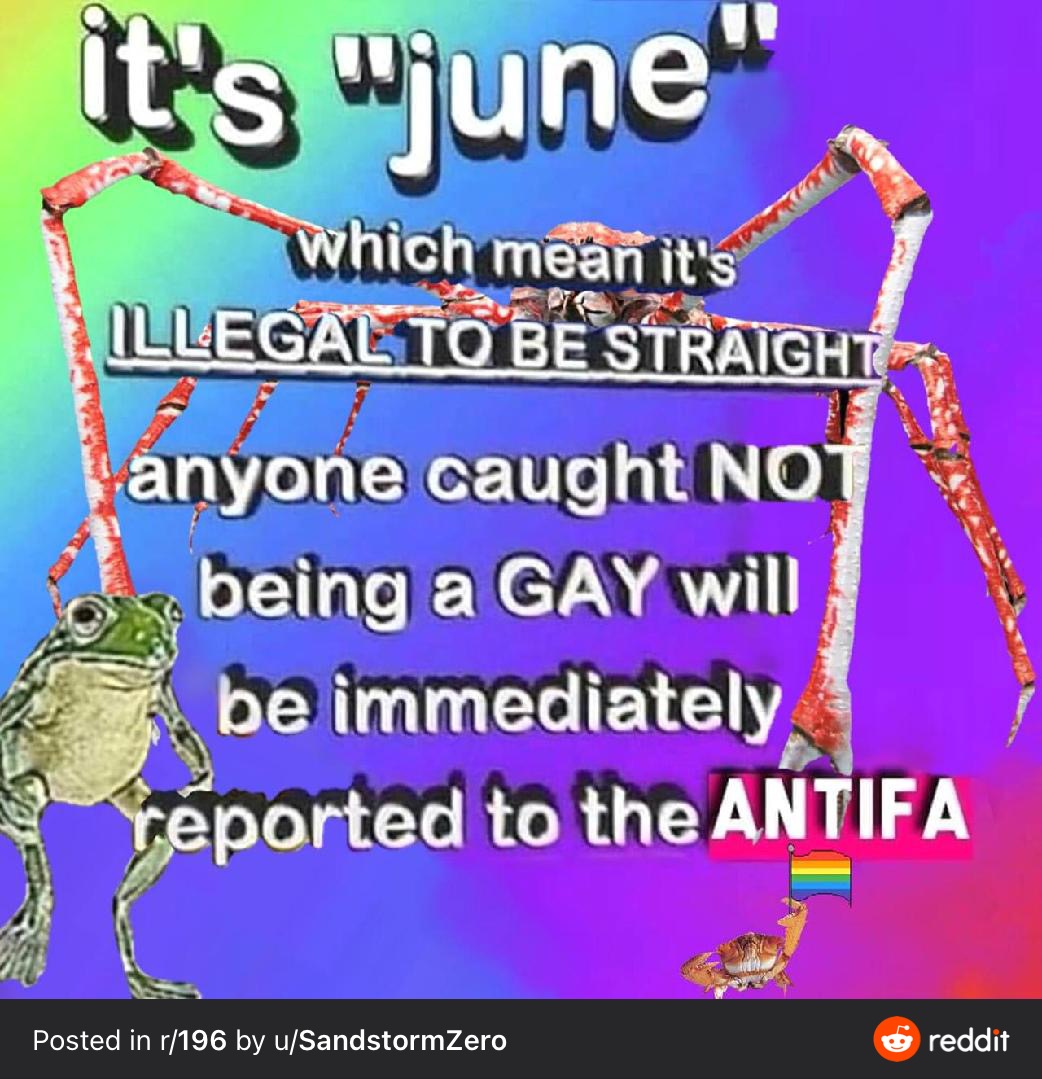 it's "june"
which mean it's
ILLEGAL TO BE STRAIGHT
anyone caught NOT
being a GAY will
be immediately
reported to the ANTIFA
Posted in r/196 by u/SandstormZero
reddit